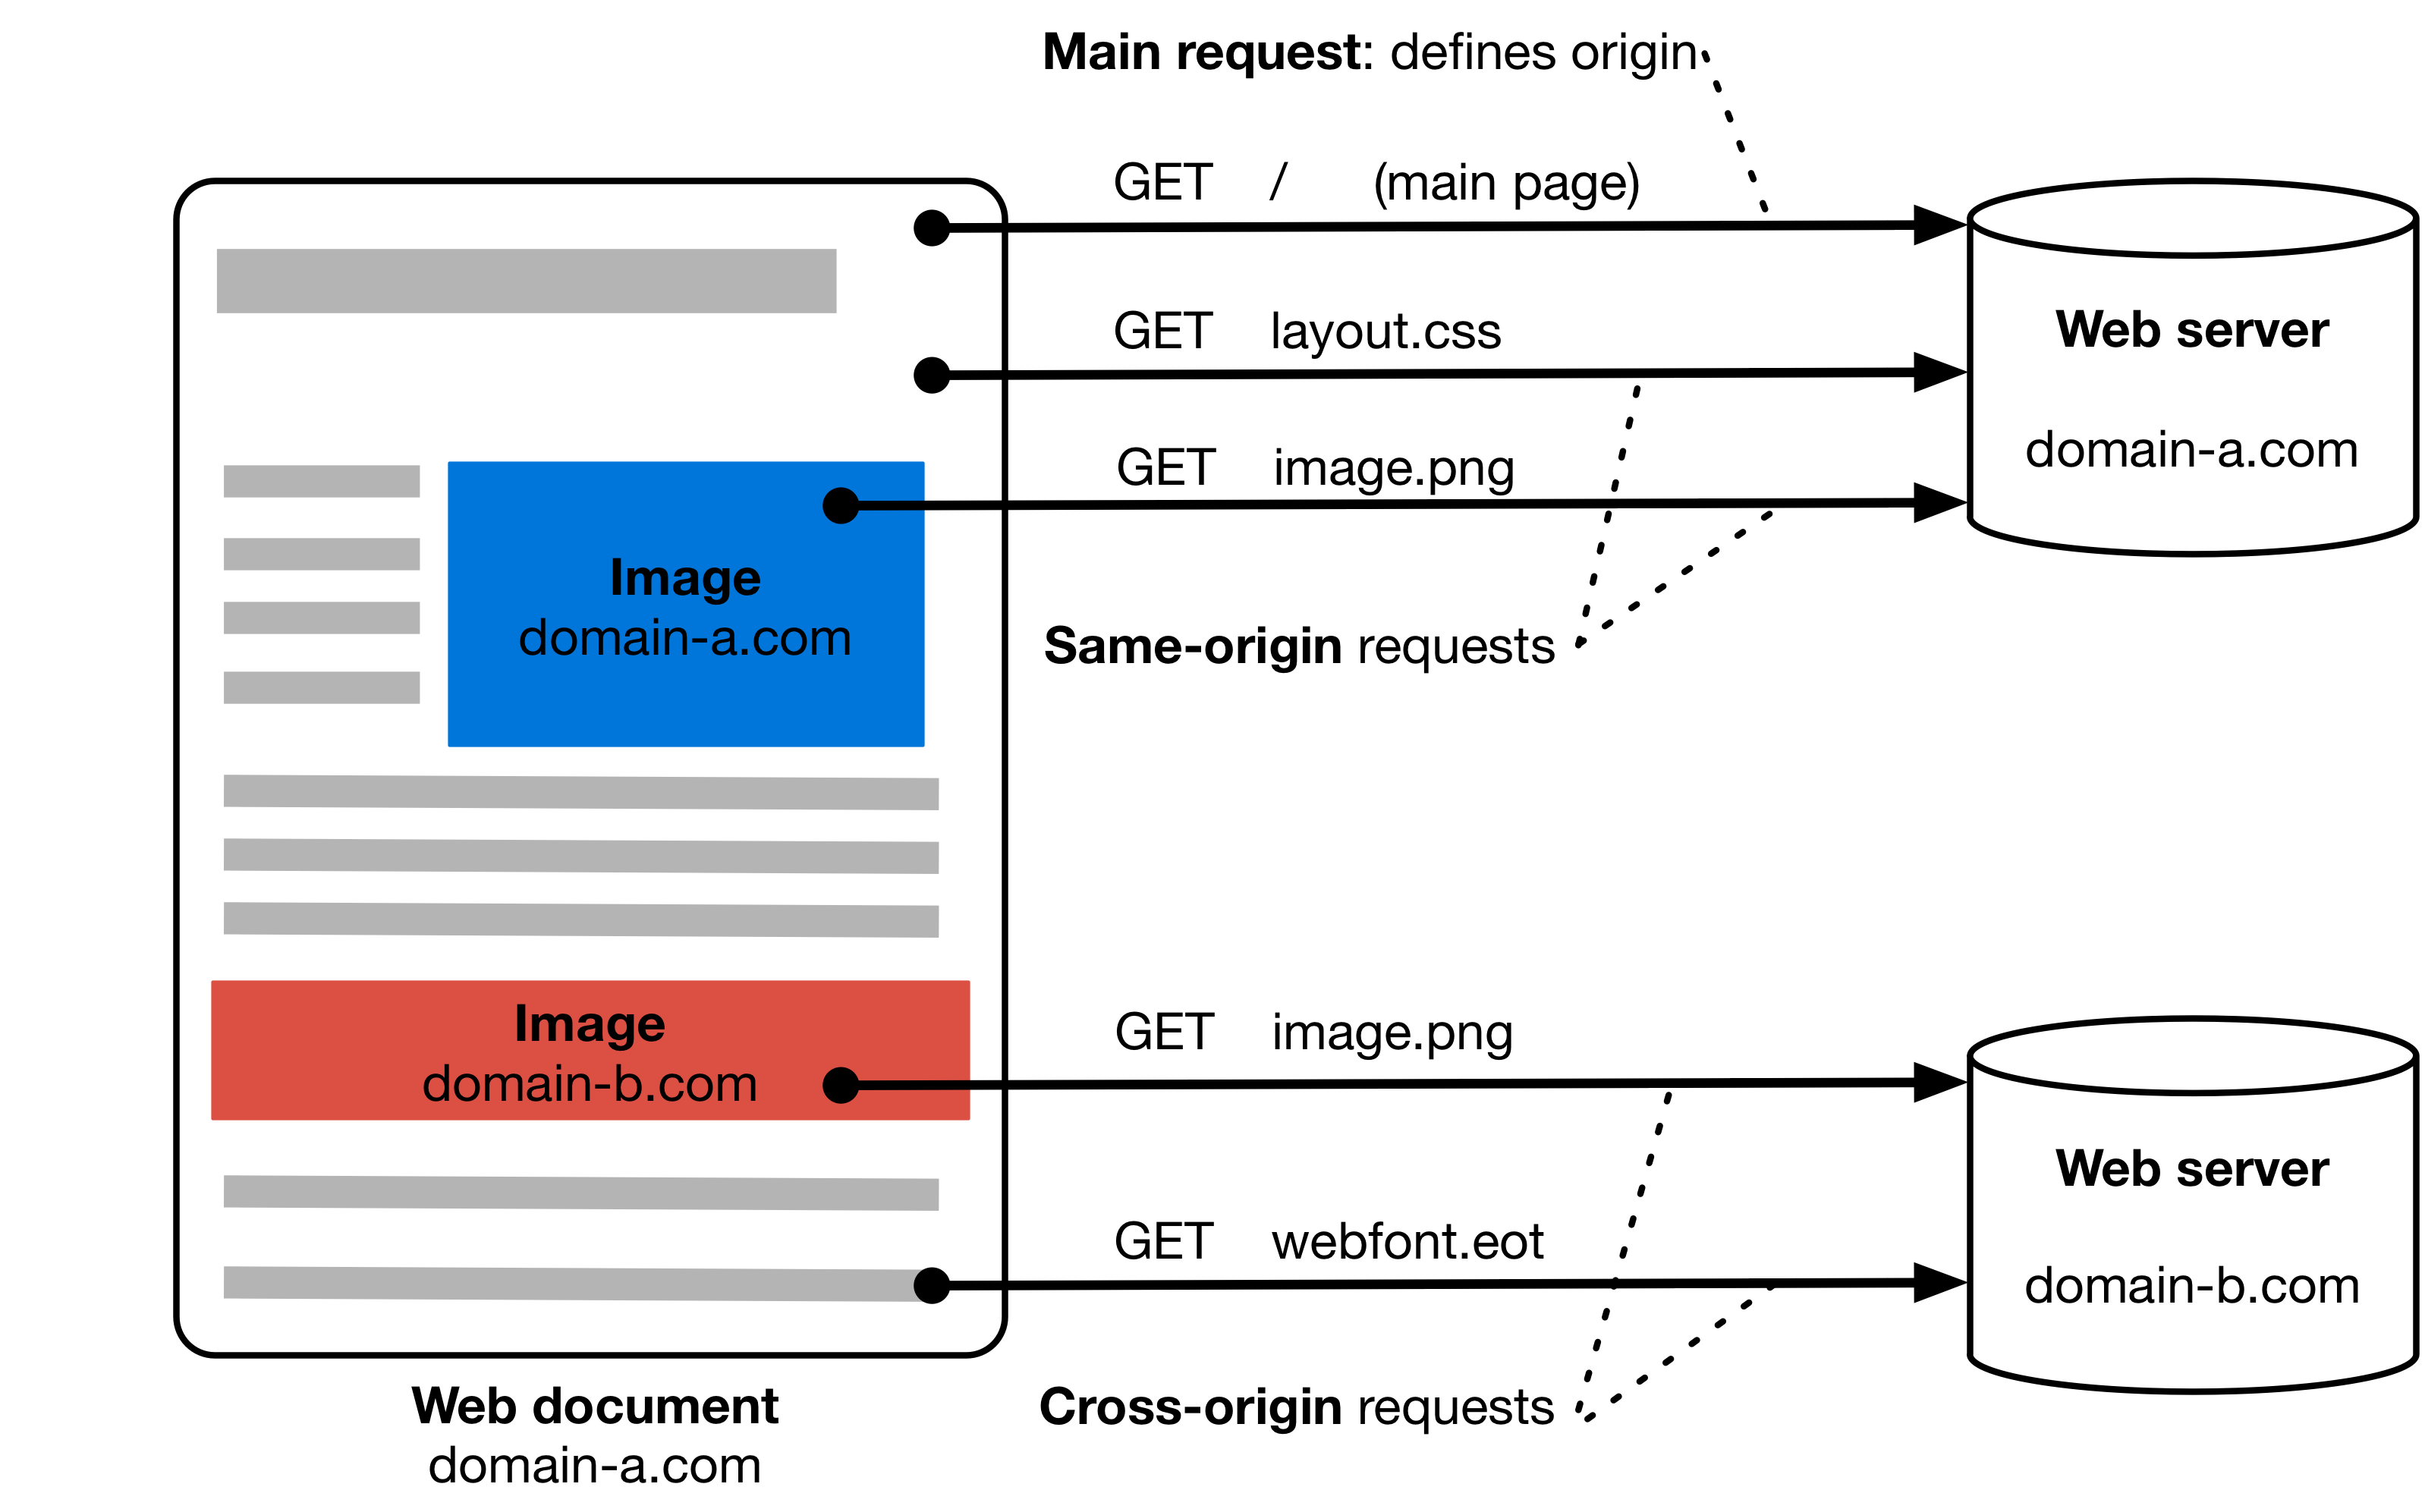 Main request: defines origin
GET / (main page)
GET layout.css
GET image.png
Web server
domain-a.com
Image
domain-a.com
Same-origin requests
Image
domain-b.com
GET image.png
GET webfont.eot
Web server
domain-b.com
Cross-origin requests
Web document
domain-a.com